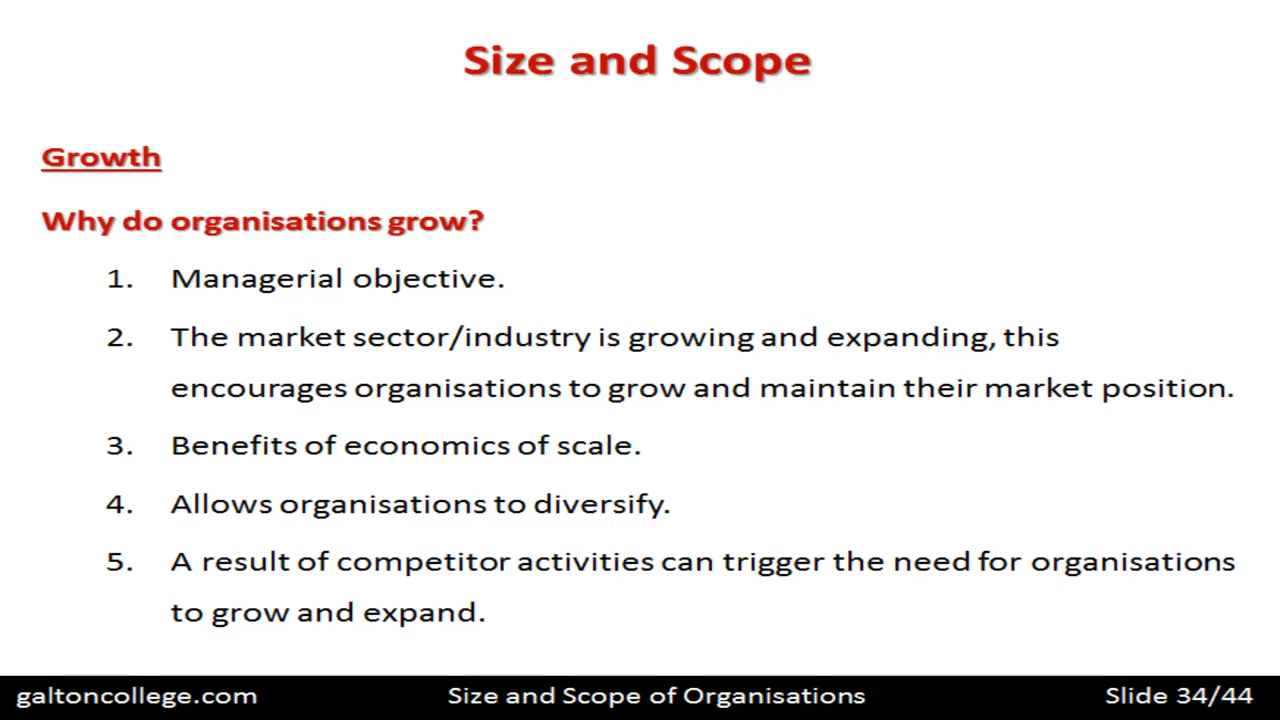 Size and Scope
Growth
Why do organisations grow?
1. Managerial objective.
2. The market sector/industry is growing and expanding, this
encourages organisations to grow and maintain their market position.
3. Benefits of economics of scale.
4. Allows organisations to diversify.
5. A result of competitor activities can trigger the need for organisations
to grow and expand.
galtoncollege.com Size and Scope of Organisations Slide 34/44